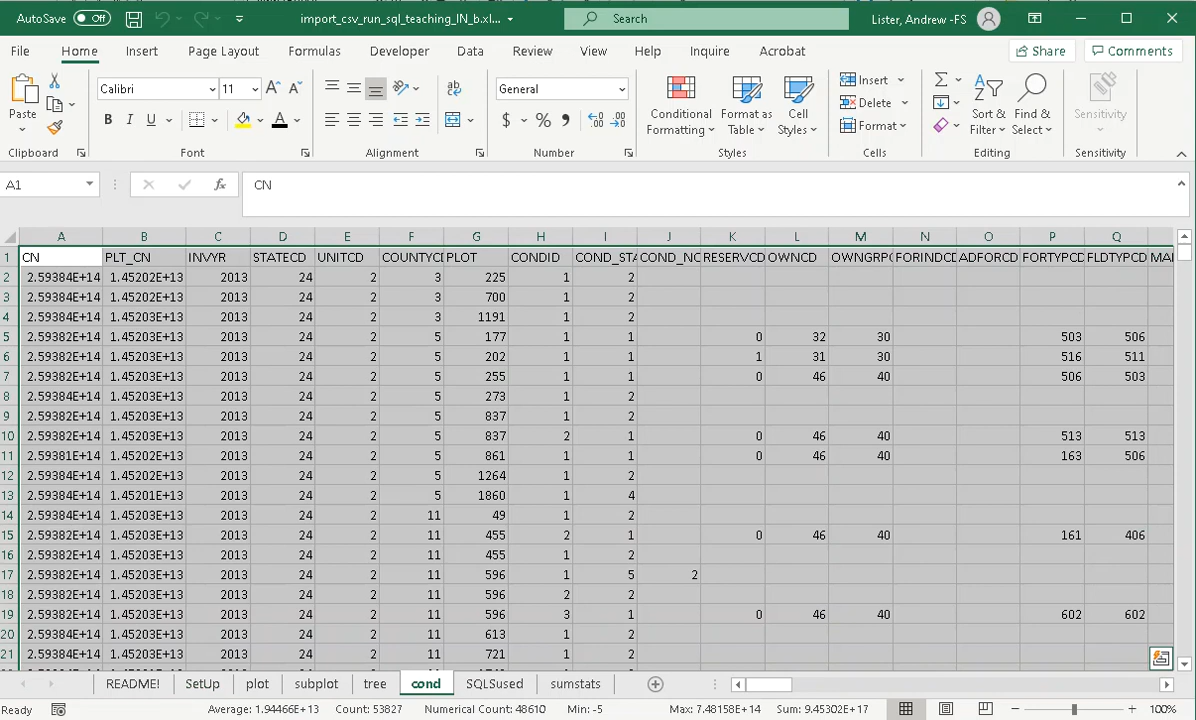 AutoSave Off import_csv_run_sql_teaching_IN_b.xl... Search Lister, Andrew -FS
File Home Insert Page Layout Formulas Developer Data Review View Help Inquire Acrobat Share Comments
Paste Calibri 11 General Conditional Formatting Format as Table Cell Styles Insert Delete Format Sort & Filter Find & Select Sensitivity
Clipboard Font Alignment Number Styles Cells Editing Sensitivity
A1 fx CN
A B C D E F G H I J K L M N O P Q
1 CN PLT_CN INVYR STATECD UNITCD COUNTYCD PLOT CONDID COND_STA COND_NO RESERVCD OWNCD OWNGRPC FORINDCD ADFORCD FORTYPCD FLDTYPCD MA
2 2.59384E+14 1.45202E+13 2013 24 2 3 225 1 2
3 2.59384E+14 1.45202E+13 2013 24 2 3 700 1 2
4 2.59384E+14 1.45202E+13 2013 24 2 3 1191 1 2
5 2.59382E+14 1.45203E+13 2013 24 2 5 177 1 1 0 32 30 503 506
6 2.59382E+14 1.45203E+13 2013 24 2 5 202 1 1 1 31 30 516 511
7 2.59382E+14 1.45203E+13 2013 24 2 5 255 1 1 0 46 40 506 503
8 2.59384E+14 1.45203E+13 2013 24 2 5 273 1 2
9 2.59382E+14 1.45203E+13 2013 24 2 5 837 1 2
10 2.59382E+14 1.45203E+13 2013 24 2 5 837 2 1 0 46 40 513 513
11 2.59381E+14 1.45202E+13 2013 24 2 5 861 1 1 0 46 40 163 506
12 2.59384E+14 1.45202E+13 2013 24 2 5 1264 1 2
13 2.59384E+14 1.45201E+13 2013 24 2 5 1860 1 4
14 2.59384E+14 1.45203E+13 2013 24 2 11 49 1 2
15 2.59382E+14 1.45203E+13 2013 24 2 11 455 2 1 0 46 40 161 406
16 2.59382E+14 1.45203E+13 2013 24 2 11 455 1 2
17 2.59382E+14 1.45203E+13 2013 24 2 11 596 1 5 2
18 2.59382E+14 1.45203E+13 2013 24 2 11 596 2 2
19 2.59382E+14 1.45203E+13 2013 24 2 11 596 3 1 0 46 40 602 602
20 2.59384E+14 1.45203E+13 2013 24 2 11 613 1 2
21 2.59384E+14 1.45203E+13 2013 24 2 11 721 1 2
README! SetUp plot subplot tree cond SQLSused sumstats
Ready Average: 1.94466E+13 Count: 53827 Numerical Count: 48610 Min: -5 Max: 7.48158E+14 Sum: 9.45302E+17 100%